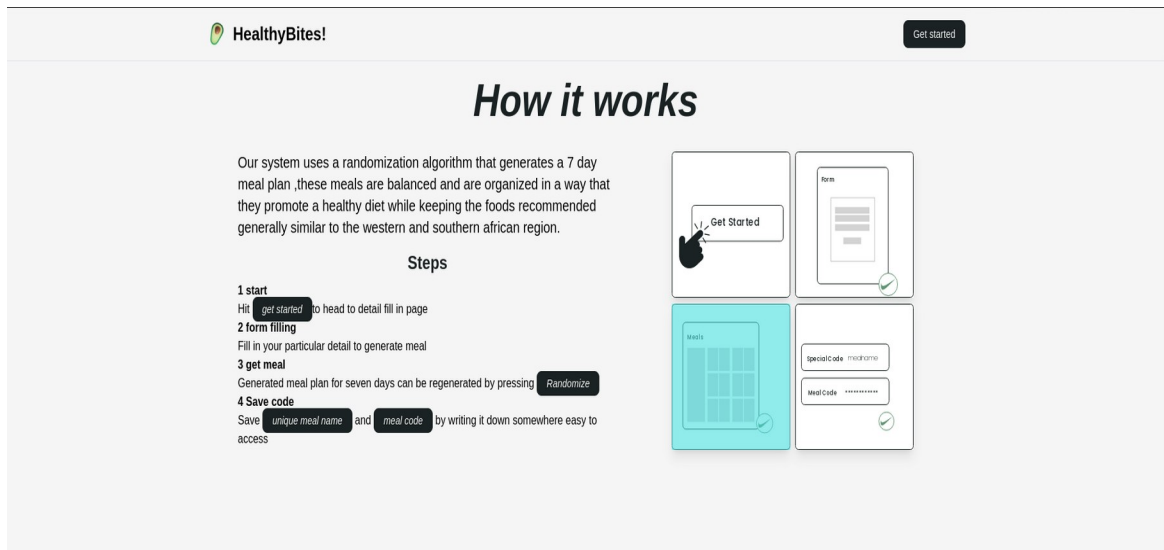 HealthyBites!
Get started
How it works
Our system uses a randomization algorithm that generates a 7 day
meal plan ,these meals are balanced and are organized in a way that
they promote a healthy diet while keeping the foods recommended
generally similar to the western and southern african region.
Steps
1 start
Hit get started to head to detail fill in page
2 form filling
Fill in your particular detail to generate meal
3 get meal
Generated meal plan for seven days can be regenerated by pressing Randomize
4 Save code
Save unique meal name and meal code by writing it down somewhere easy to
access
Get Started
Form
Meals
Special Code mealname
Meal Code ************